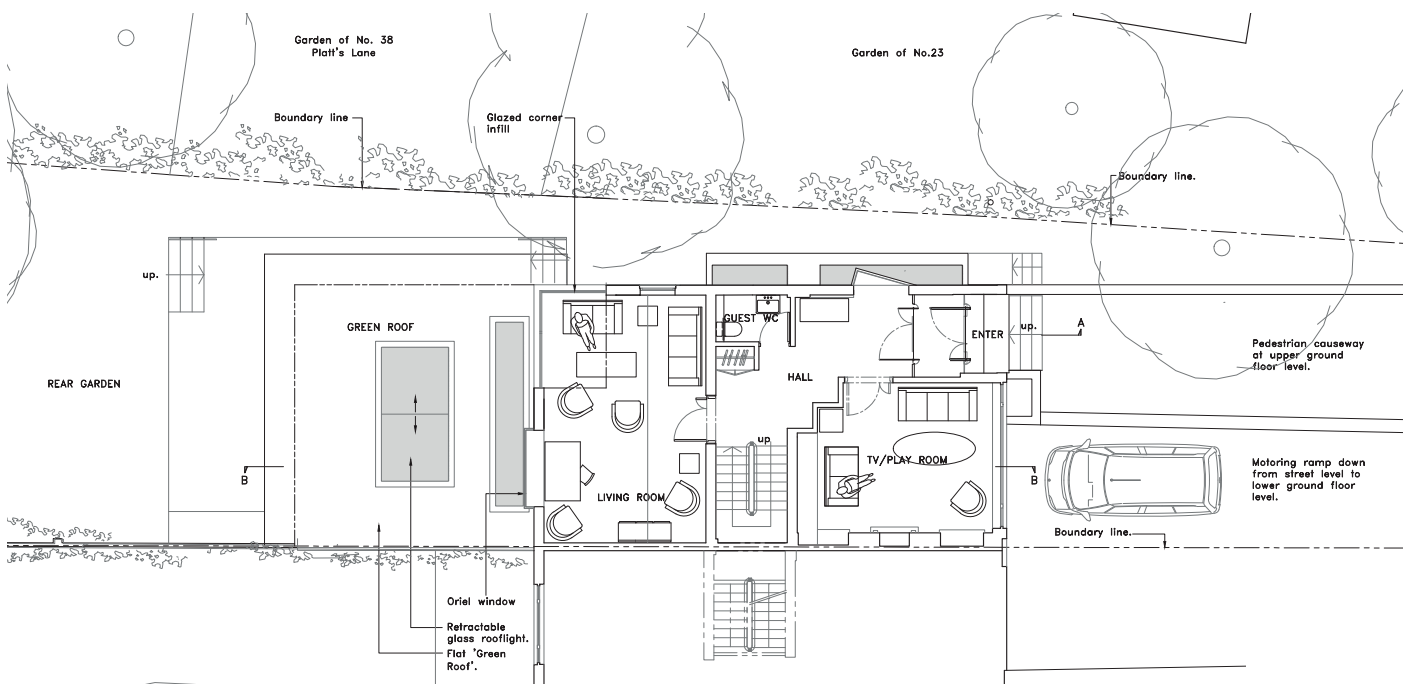 Garden of No. 38
Platt's Lane
Garden of No.23
Boundary line
Glazed corner
infill
Boundary line.
up.
GREEN ROOF
REAR GARDEN
GUEST WC
HALL
ENTER
up.
A
Pedestrian causeway
at upper ground
floor level.
up
TV/PLAY ROOM
LIVING ROOM
B
B
Motoring ramp down
from street level to
lower ground floor
level.
Boundary line.
Oriel window
Retractable
glass rooflight.
Flat 'Green
Roof'.